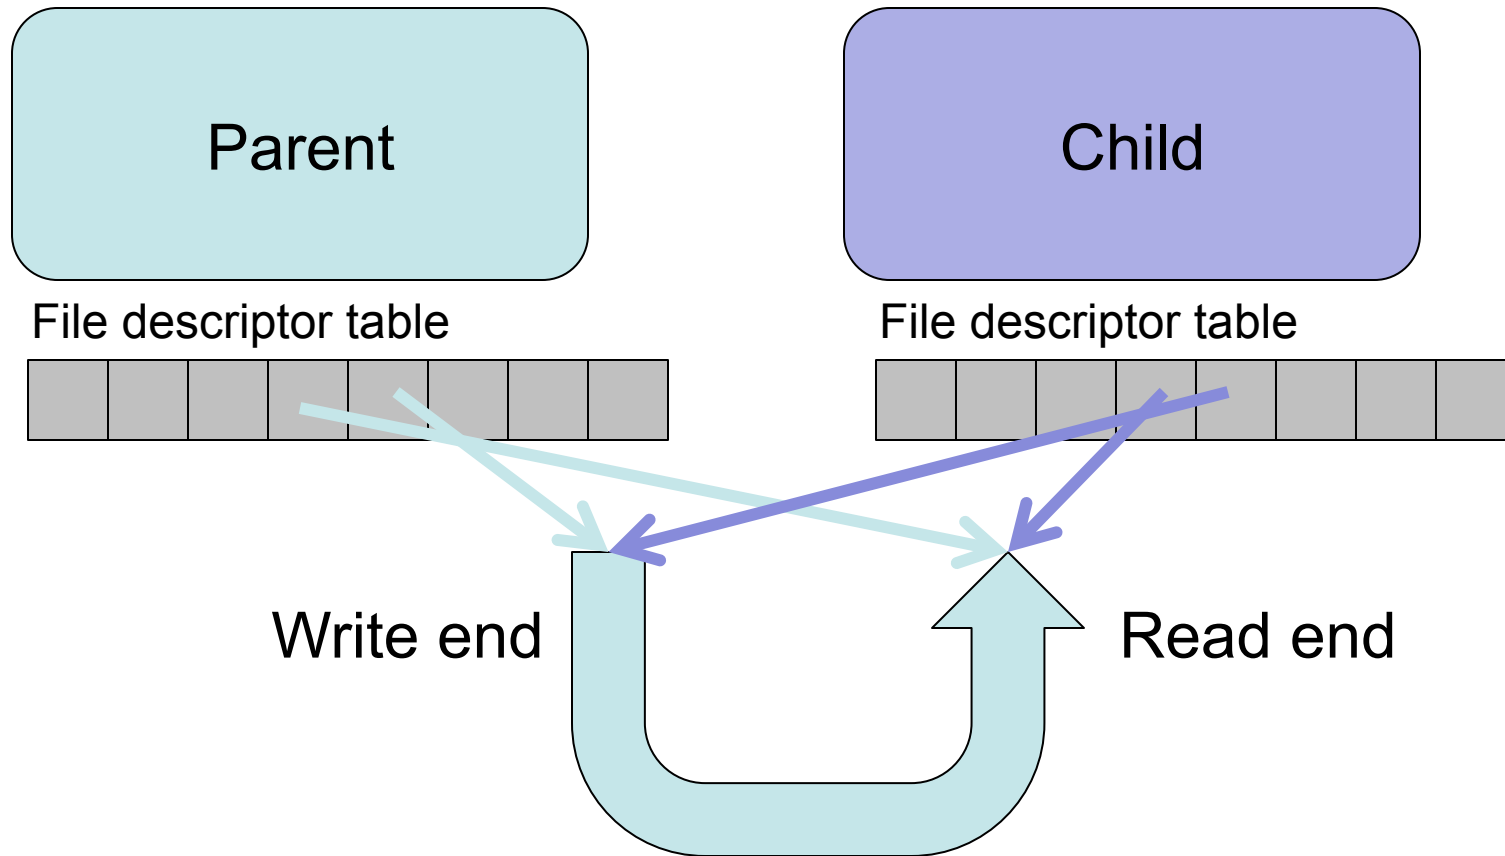 Parent
Child
File descriptor table
File descriptor table
Write end
Read end